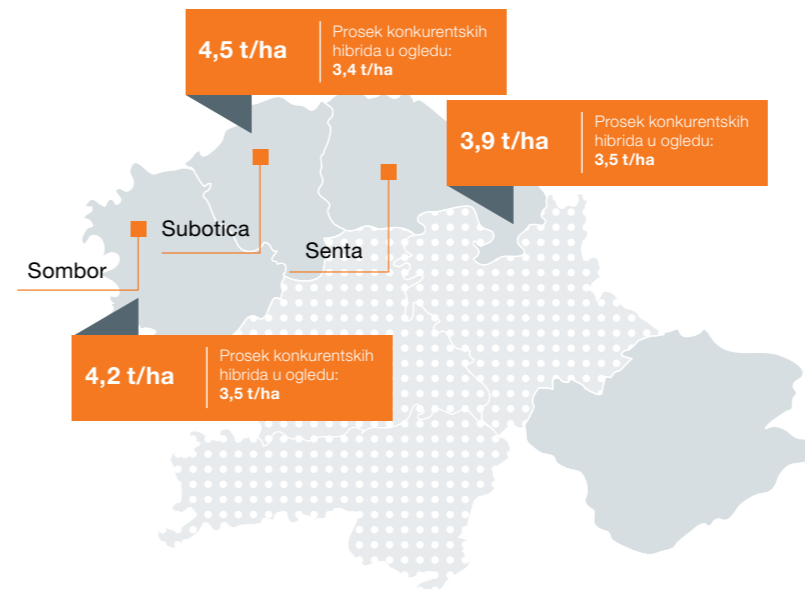 4,5 t/ha
Prosek konkurentskih
hibrida u ogledu:
3,4 t/ha
3,9 t/ha
Prosek konkurentskih
hibrida u ogledu:
3,5 t/ha
Subotica
Senta
Sombor
4,2 t/ha
Prosek konkurentskih
hibrida u ogledu:
3,5 t/ha